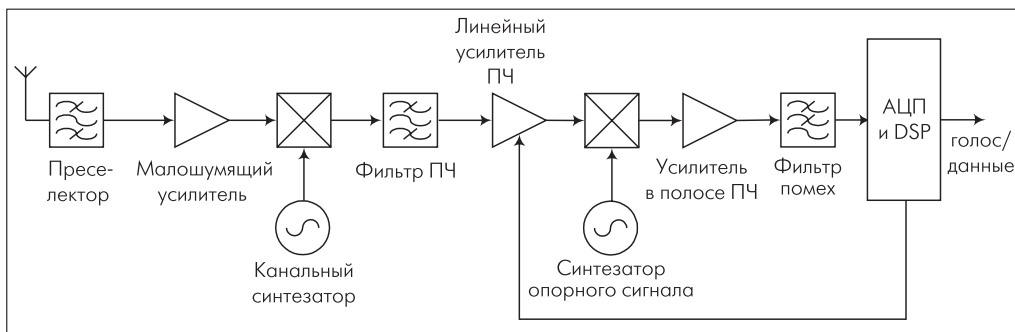 Линейный
усилитель
ПЧ
Пресе-
лектор
Малошумящий
усилитель
Канальный
синтезатор
Фильтр ПЧ
Синтезатор
опорного сигнала
Усилитель
в полосе ПЧ
Фильтр
помех
АЦП
и DSP
голос/
данные